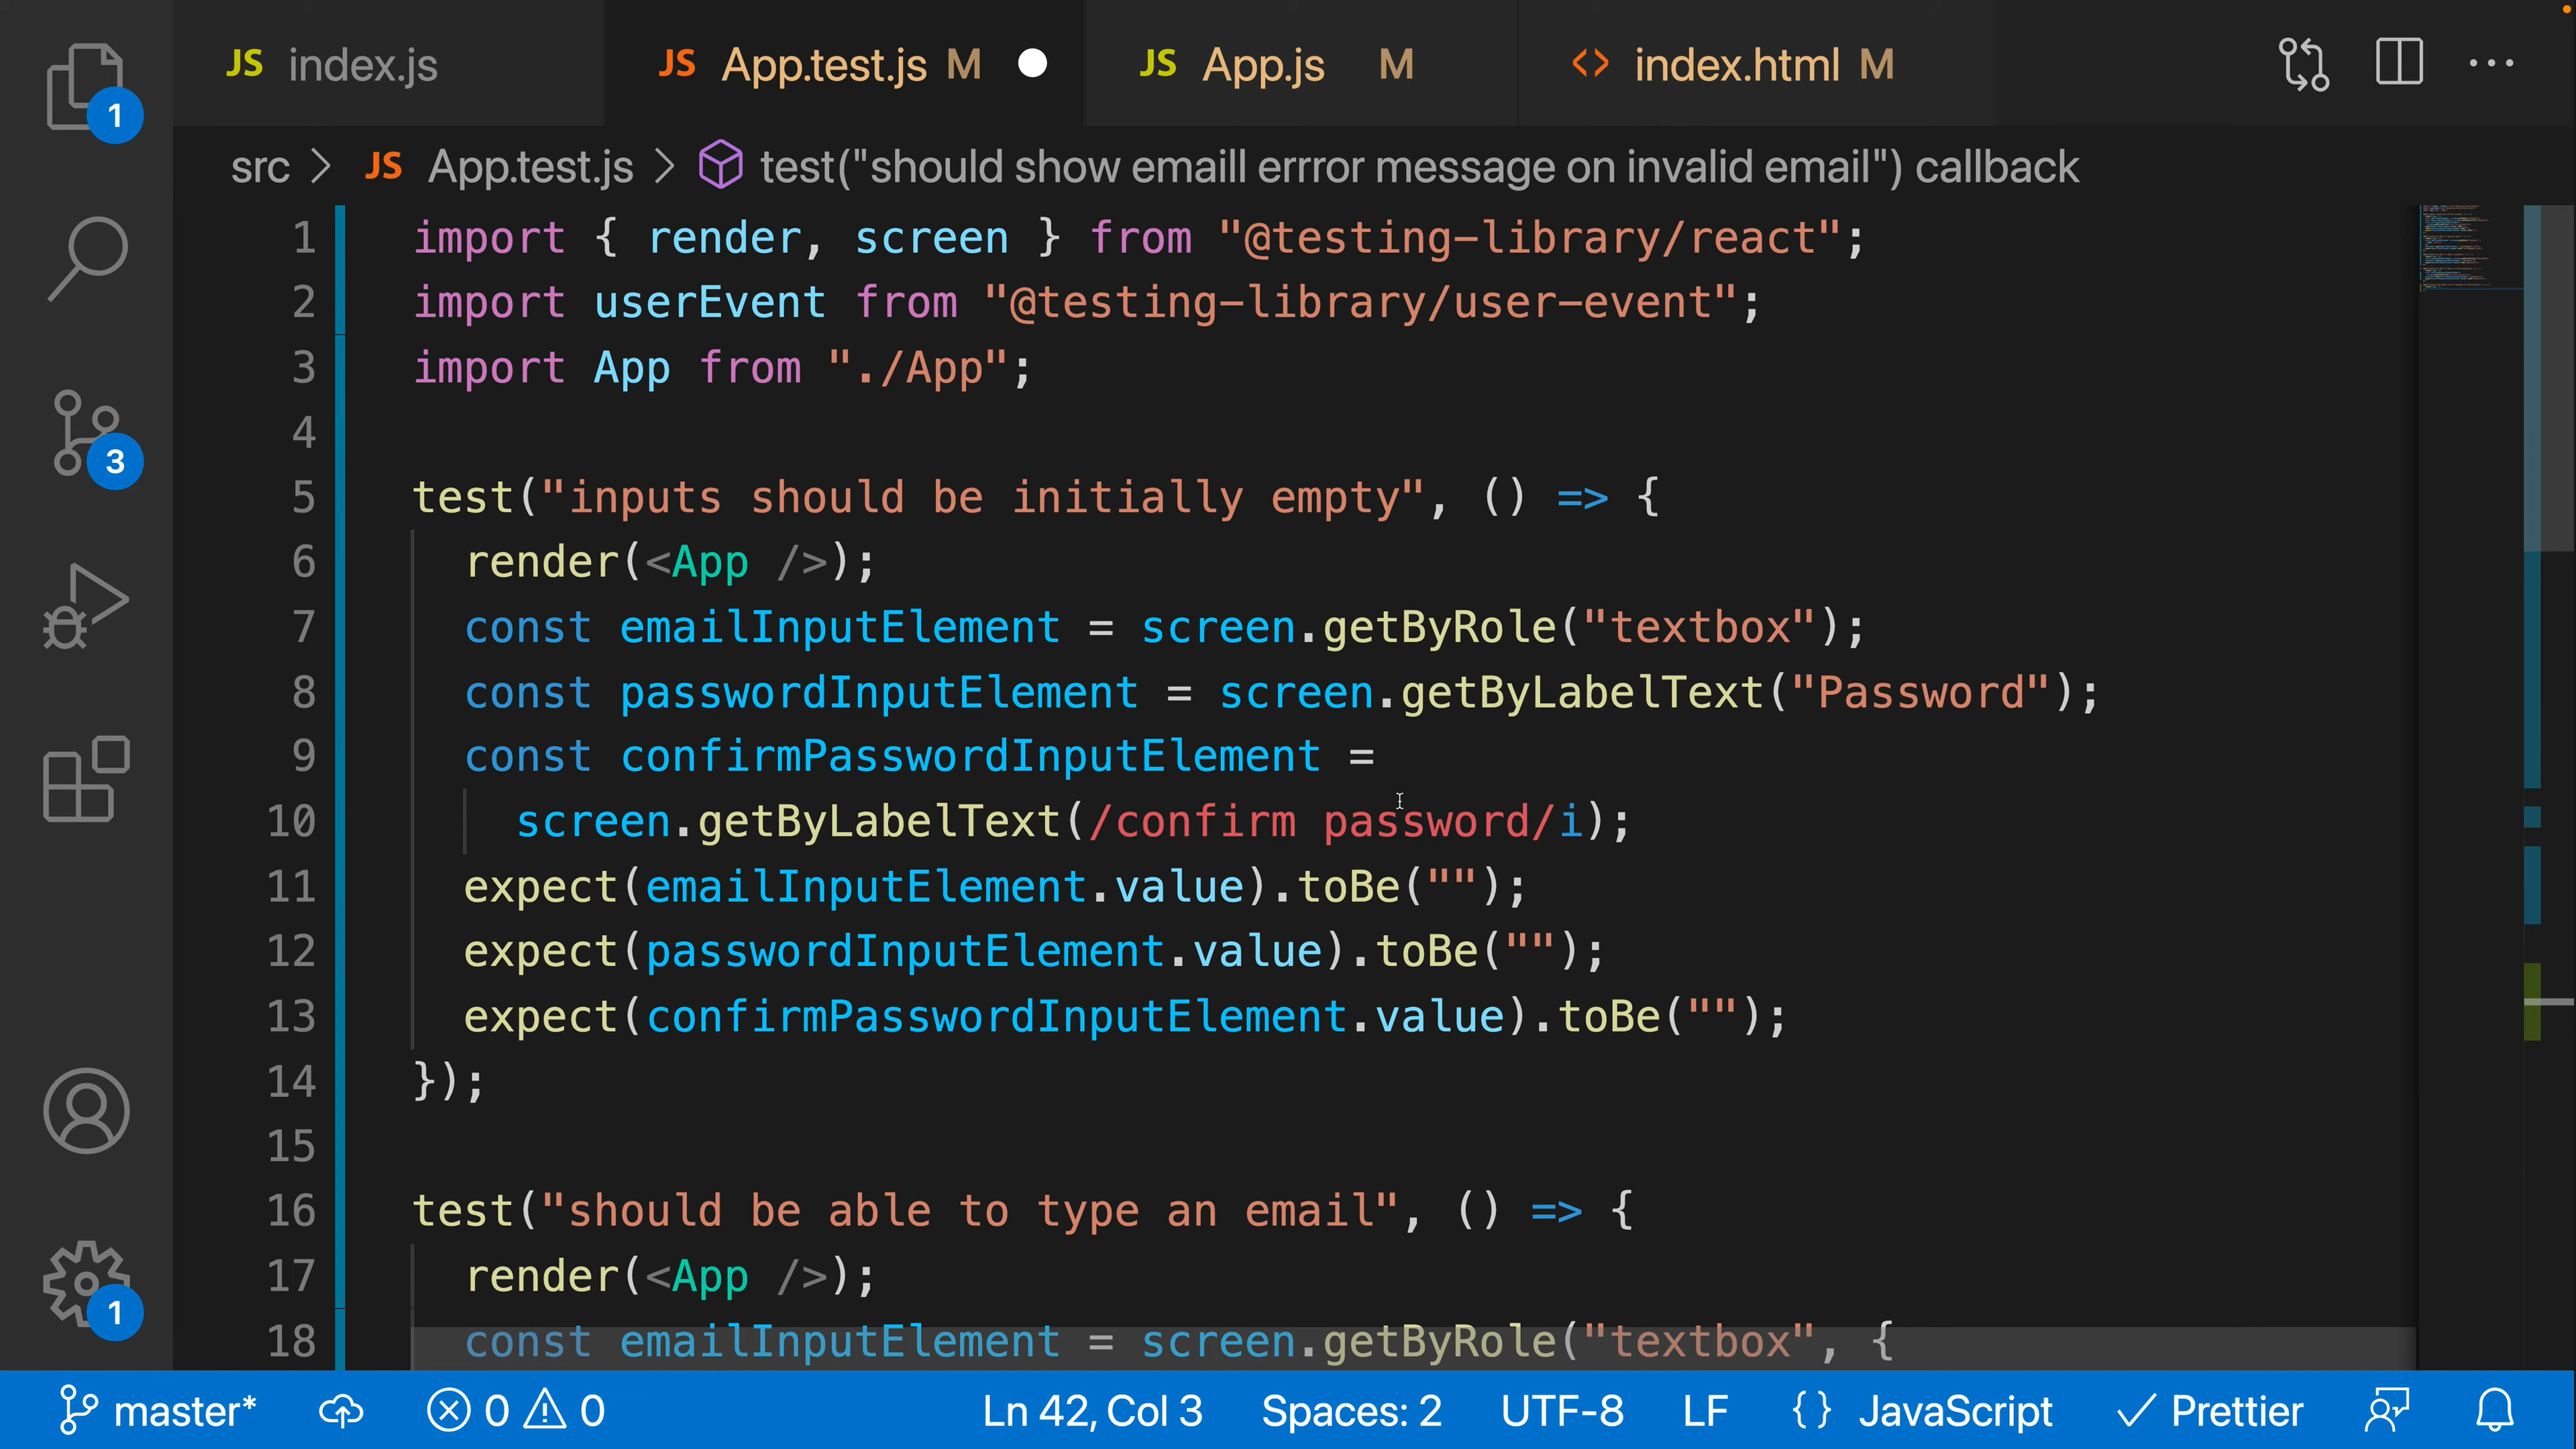 JS index.js
JS App.test.js M
JS App.js M
<> index.html M
src > JS App.test.js > test("should show emaill errror message on invalid email") callback
1 import { render, screen } from "@testing-library/react";
2 import userEvent from "@testing-library/user-event";
3 import App from "./App";
4
5 test("inputs should be initially empty", () => {
6 render(<App />);
7 const emailInputElement = screen.getByRole("textbox");
8 const passwordInputElement = screen.getByLabelText("Password");
9 const confirmPasswordInputElement =
10 screen.getByLabelText(/confirm password/i);
11 expect(emailInputElement.value).toBe("");
12 expect(passwordInputElement.value).toBe("");
13 expect(confirmPasswordInputElement.value).toBe("");
14 });
15
16 test("should be able to type an email", () => {
17 render(<App />);
18 const emailInputElement = screen.getByRole("textbox", {
1
3
1
master* 0 0 Ln 42, Col 3 Spaces: 2 UTF-8 LF {} JavaScript Prettier